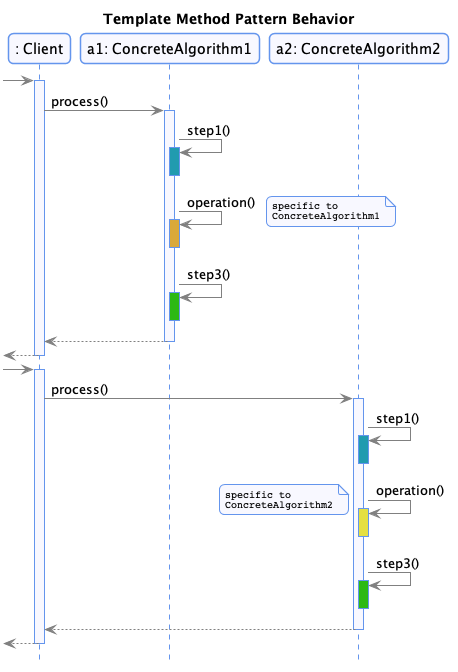 Template Method Pattern Behavior
: Client
a1: ConcreteAlgorithm1
a2: ConcreteAlgorithm2
process()
step1()
operation()
specific to
ConcreteAlgorithm1
step3()
process()
step1()
specific to
ConcreteAlgorithm2
operation()
step3()